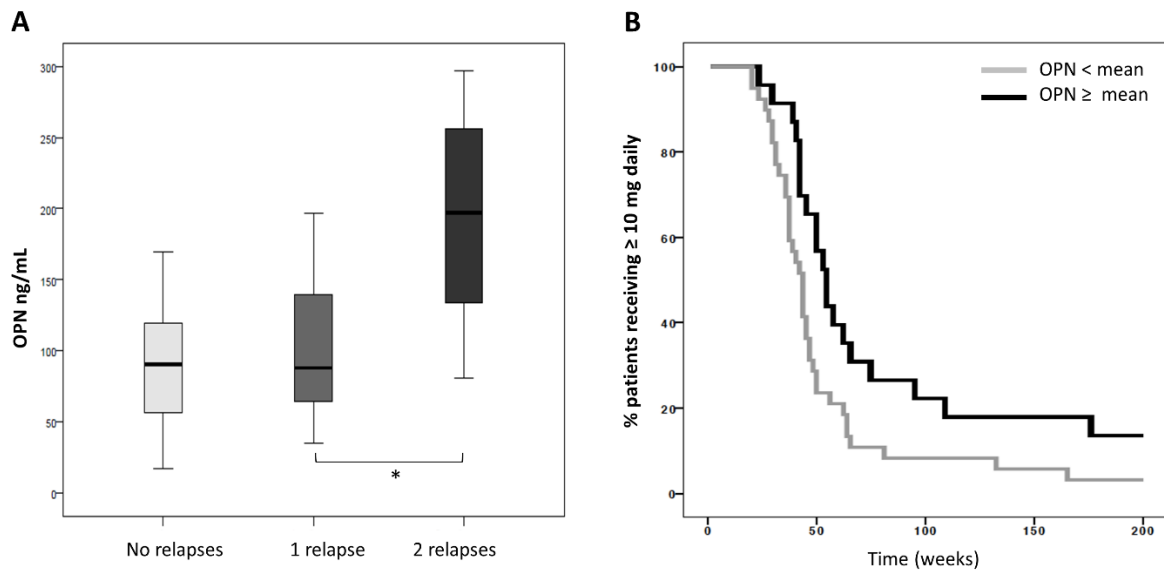 A
OPN ng/mL
300
250
200
150
100
50
0
No relapses
1 relapse
2 relapses
*
B
% patients receiving ≥ 10 mg daily
100
80
60
40
20
0
OPN < mean
OPN ≥ mean
0
50
100
150
200
Time (weeks)